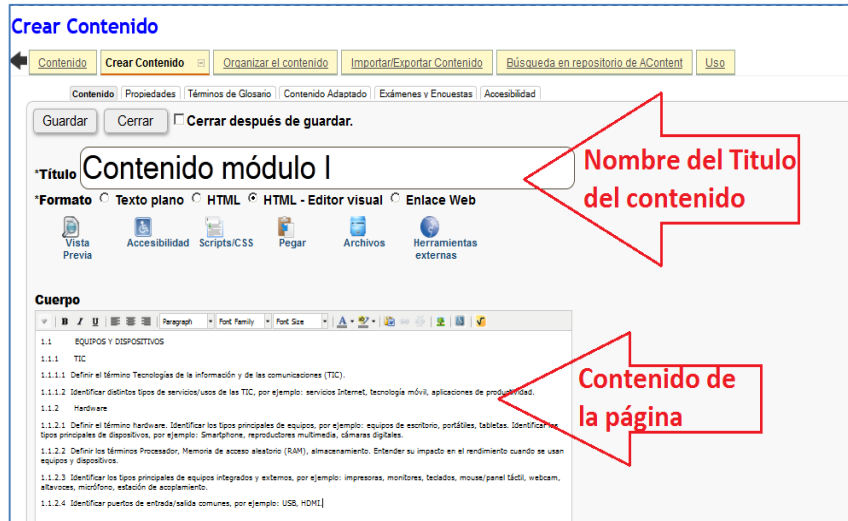 Crear Contenido
Contenido Crear Contenido Organizar el contenido Importar/Exportar Contenido Búsqueda en repositorio de AContent Uso
Contenido Propiedades Términos de Glosario Contenido Adaptado Exámenes y Encuestas Accesibilidad
Guardar Cerrar Cerrar después de guardar.
*Título Contenido módulo I
Nombre del Titulo
del contenido
*Formato Texto plano HTML HTML - Editor visual Enlace Web
Vista Previa Accesibilidad Scripts/CSS Pegar Archivos Herramientas externas
Cuerpo
B I U Paragraph Font Family Font Size A
1.1 EQUIPOS Y DISPOSITIVOS
1.1.1 TIC
1.1.1.1 Definir el término Tecnologías de la información y de las comunicaciones (TIC).
1.1.1.2 Identificar distintos tipos de servicios/usos de las TIC, por ejemplo: servicios Internet, tecnología móvil, aplicaciones de productividad.
1.1.2 Hardware
1.1.2.1 Definir el término hardware. Identificar los tipos principales de equipos, por ejemplo: equipos de escritorio, portátiles, tabletas. Identificar los
tipos principales de dispositivos, por ejemplo: Smartphone, reproductores multimedia, cámaras digitales.
1.1.2.2 Definir los términos Procesador, Memoria de acceso aleatorio (RAM), almacenamiento. Entender su impacto en el rendimiento cuando se usan
equipos y dispositivos.
1.1.2.3 Identificar los tipos principales de equipos integrados y externos, por ejemplo: impresoras, monitores, teclados, mouse/panel táctil, webcam,
altavoces, micrófono, estación de acoplamiento.
1.1.2.4 Identificar puertos de entrada/salida comunes, por ejemplo: USB, HDMI.
Contenido de
la página